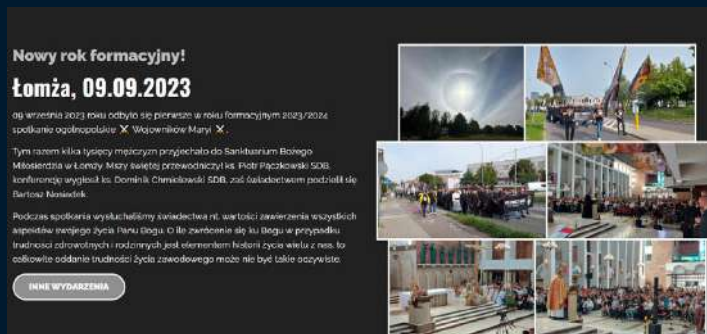 Nowy rok formacyjny!
Łomża, 09.09.2023
09 września 2023 roku odbyło się pierwsze w roku formacyjnym 2023/2024
spotkanie ogólnopolskie ⚔ Wojowników Maryi ⚔.
Tym razem kilka tysięcy mężczyzn przyjechało do Sanktuarium Bożego
Miłosierdzia w Łomży. Mszy świętej przewodniczył ks. Piotr Pączkowski SDB,
konferencję wygłosił ks. Dominik Chmielewski SDB, zaś świadectwem podzielił się
Bartosz Nosiadek.
Podczas spotkania wysłuchaliśmy świadectwa nt. wartości zawierzenia wszystkich
aspektów swojego życia Panu Bogu. O ile zwrócenie się ku Bogu w przypadku
trudności zdrowotnych i rodzinnych jest elementem historii życia wielu z nas, to
całkowite oddanie trudności życia zawodowego może nie być takie oczywiste.
INNE WYDARZENIA